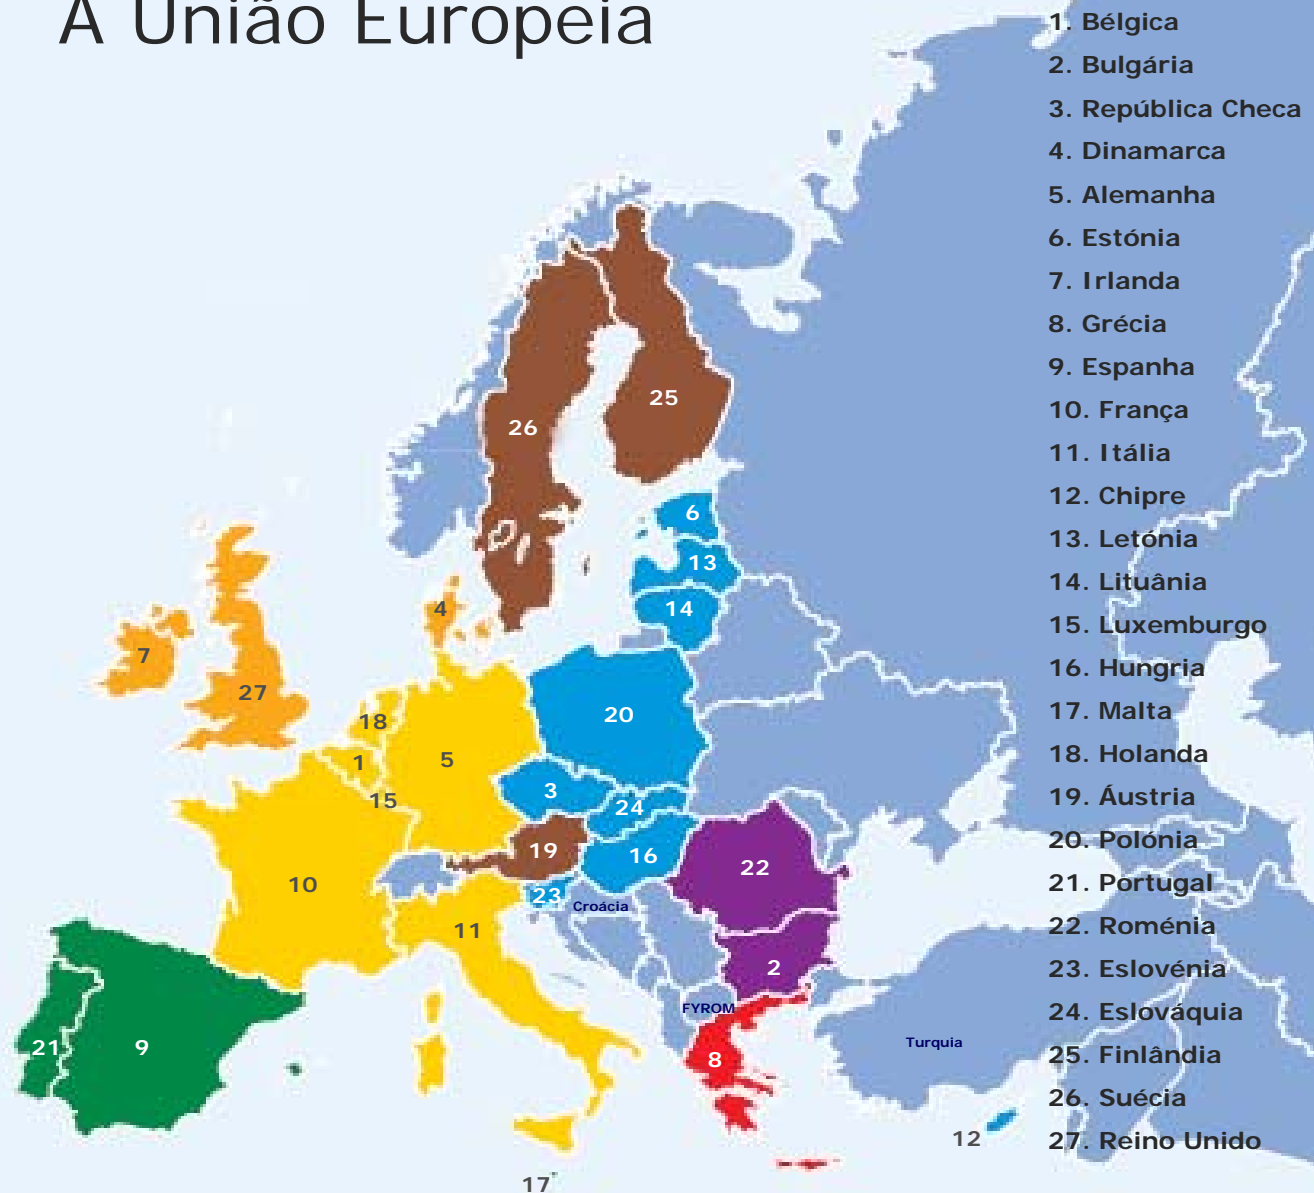 A União Europeia
1. Bélgica
2. Bulgária
3. República Checa
4. Dinamarca
5. Alemanha
6. Estónia
7. Irlanda
8. Grécia
9. Espanha
10. França
11. Itália
12. Chipre
13. Letónia
14. Lituânia
15. Luxemburgo
16. Hungria
17. Malta
18. Holanda
19. Áustria
20. Polónia
21. Portugal
22. Roménia
23. Eslovénia
24. Eslováquia
25. Finlândia
26. Suécia
27. Reino Unido
25
26
6
13
4
14
7
27
18
20
1
5
15
3
24
19
16
22
10
23
Croácia
11
2
FYROM
21
9
8
Turquia
12
17